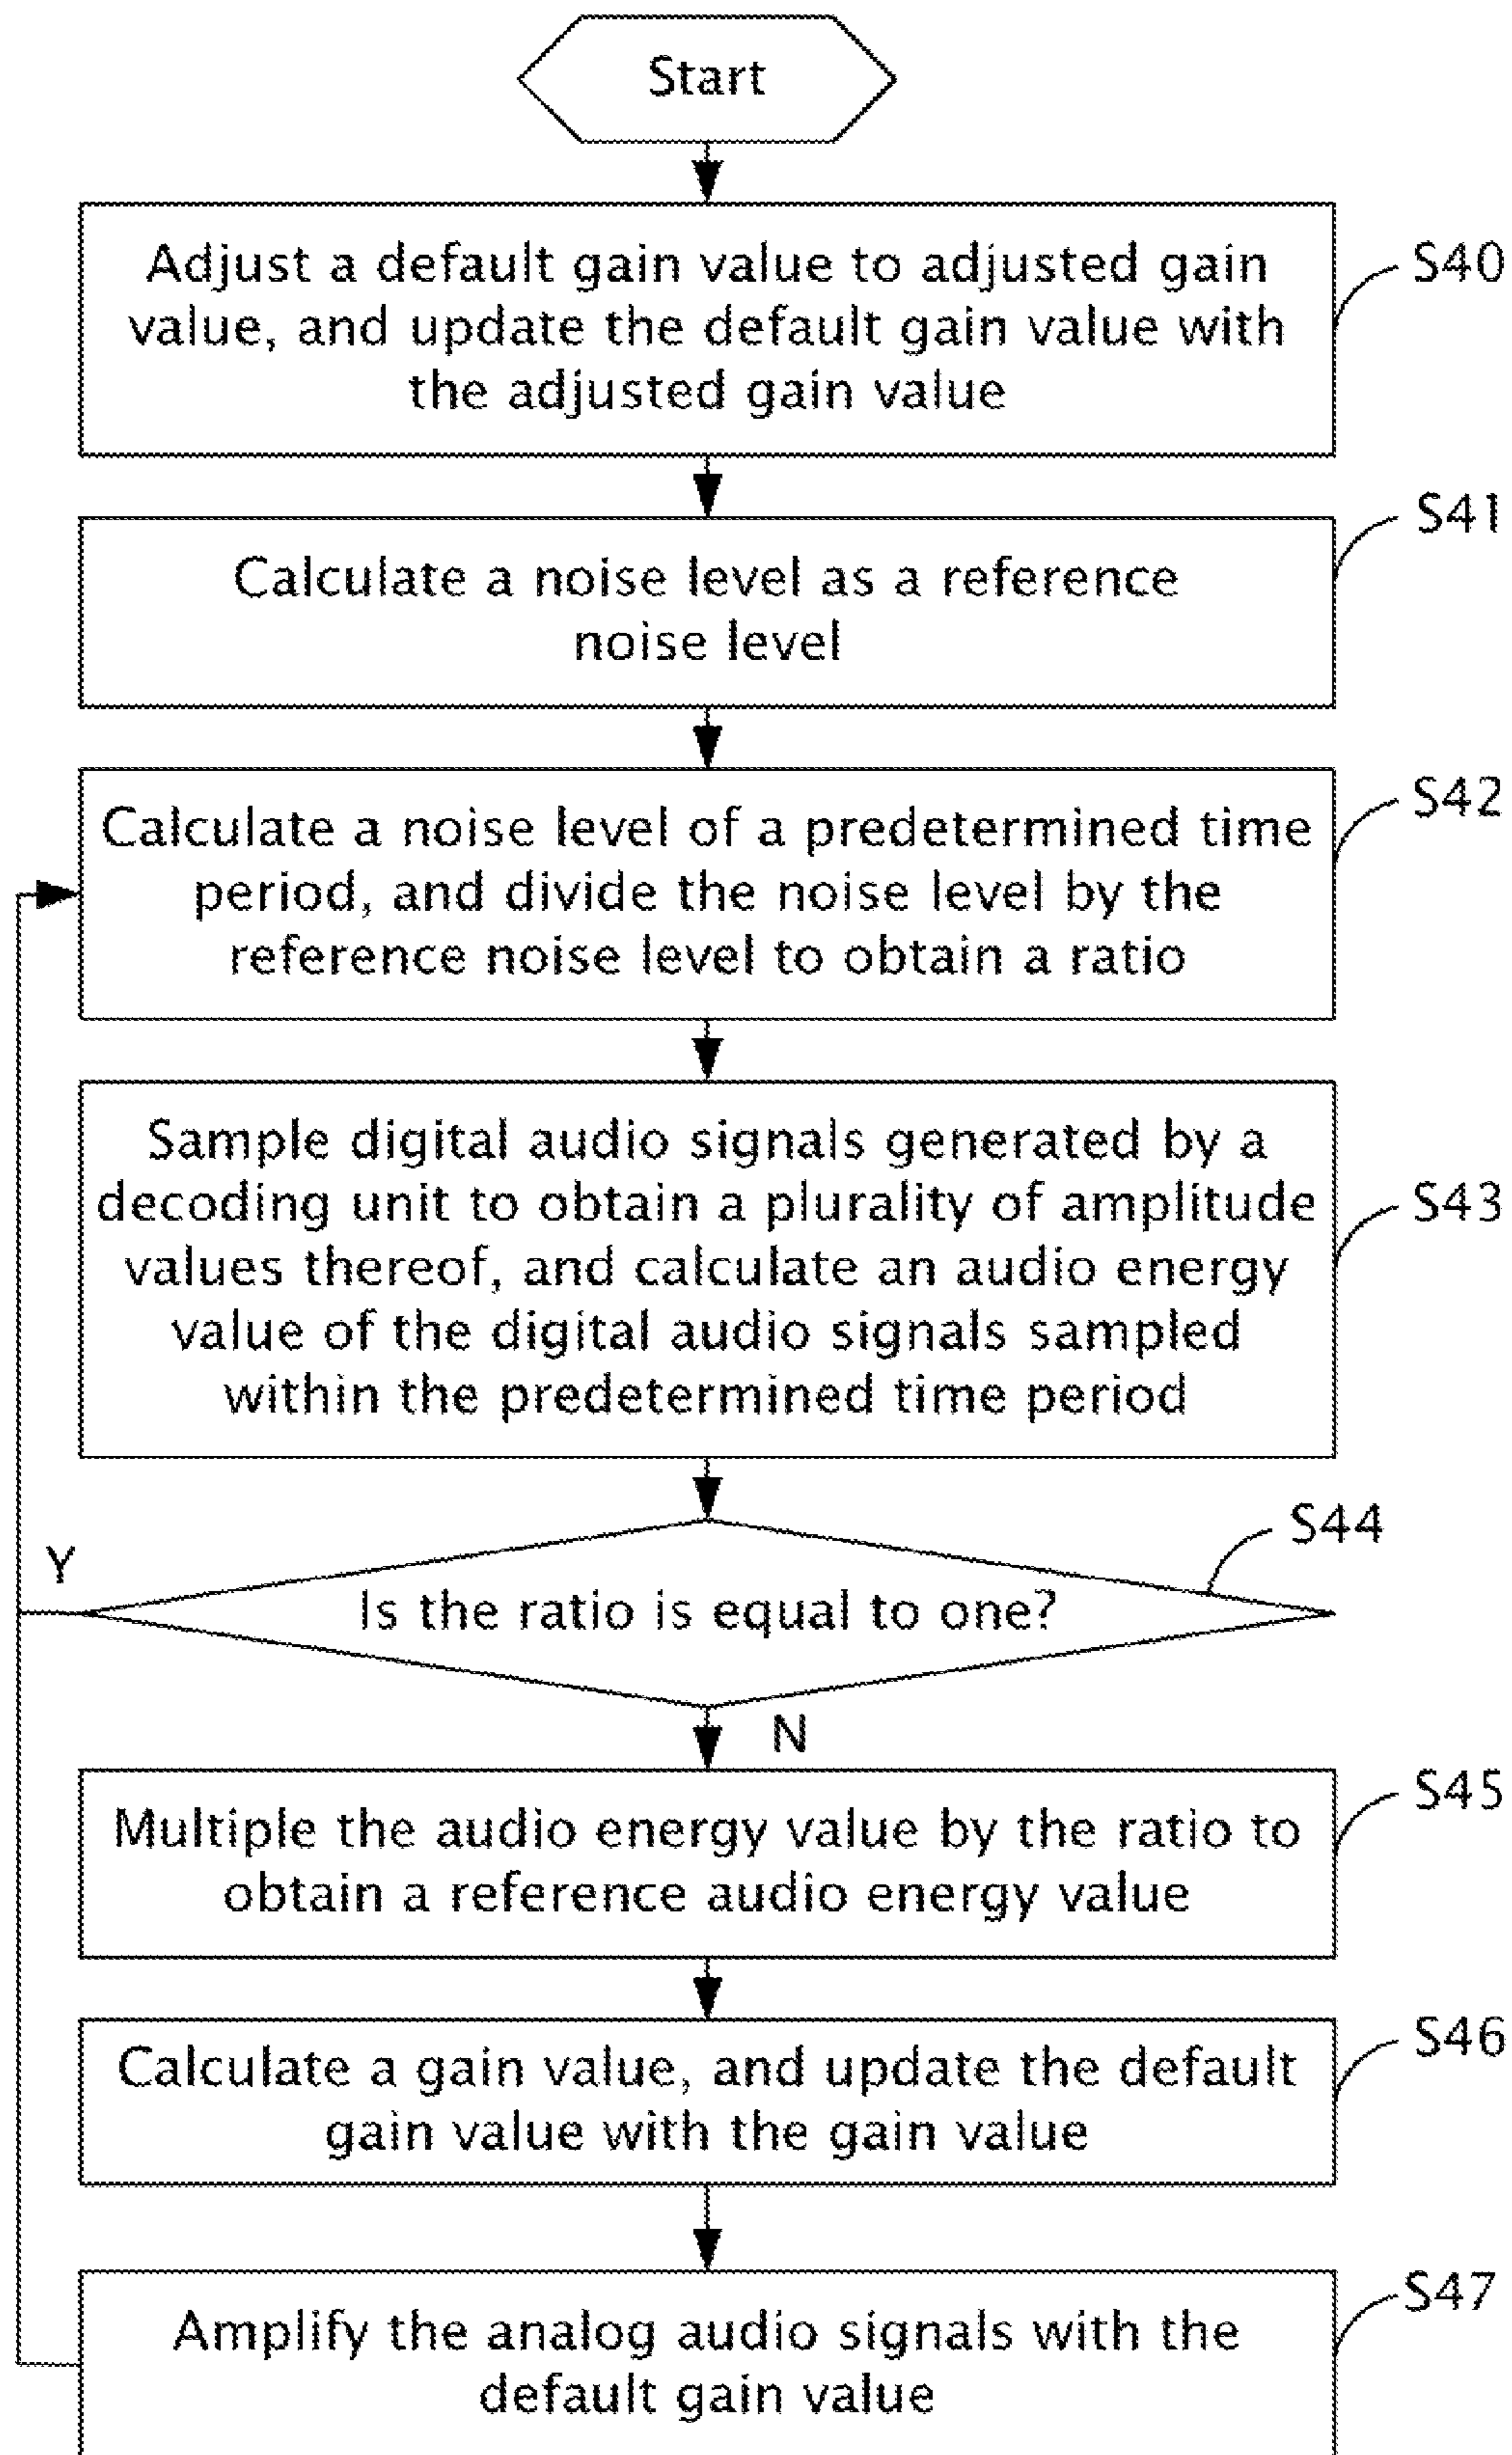 Start
Adjust a default gain value to adjusted gain
value, and update the default gain value with
the adjusted gain value
S40
Calculate a noise level as a reference
noise level
S41
Calculate a noise level of a predetermined time
period, and divide the noise level by the
reference noise level to obtain a ratio
S42
Sample digital audio signals generated by a
decoding unit to obtain a plurality of amplitude
values thereof, and calculate an audio energy
value of the digital audio signals sampled
within the predetermined time period
S43
Is the ratio is equal to one?
S44
Y
N
Multiple the audio energy value by the ratio to
obtain a reference audio energy value
S45
Calculate a gain value, and update the default
gain value with the gain value
S46
Amplify the analog audio signals with the
default gain value
S47